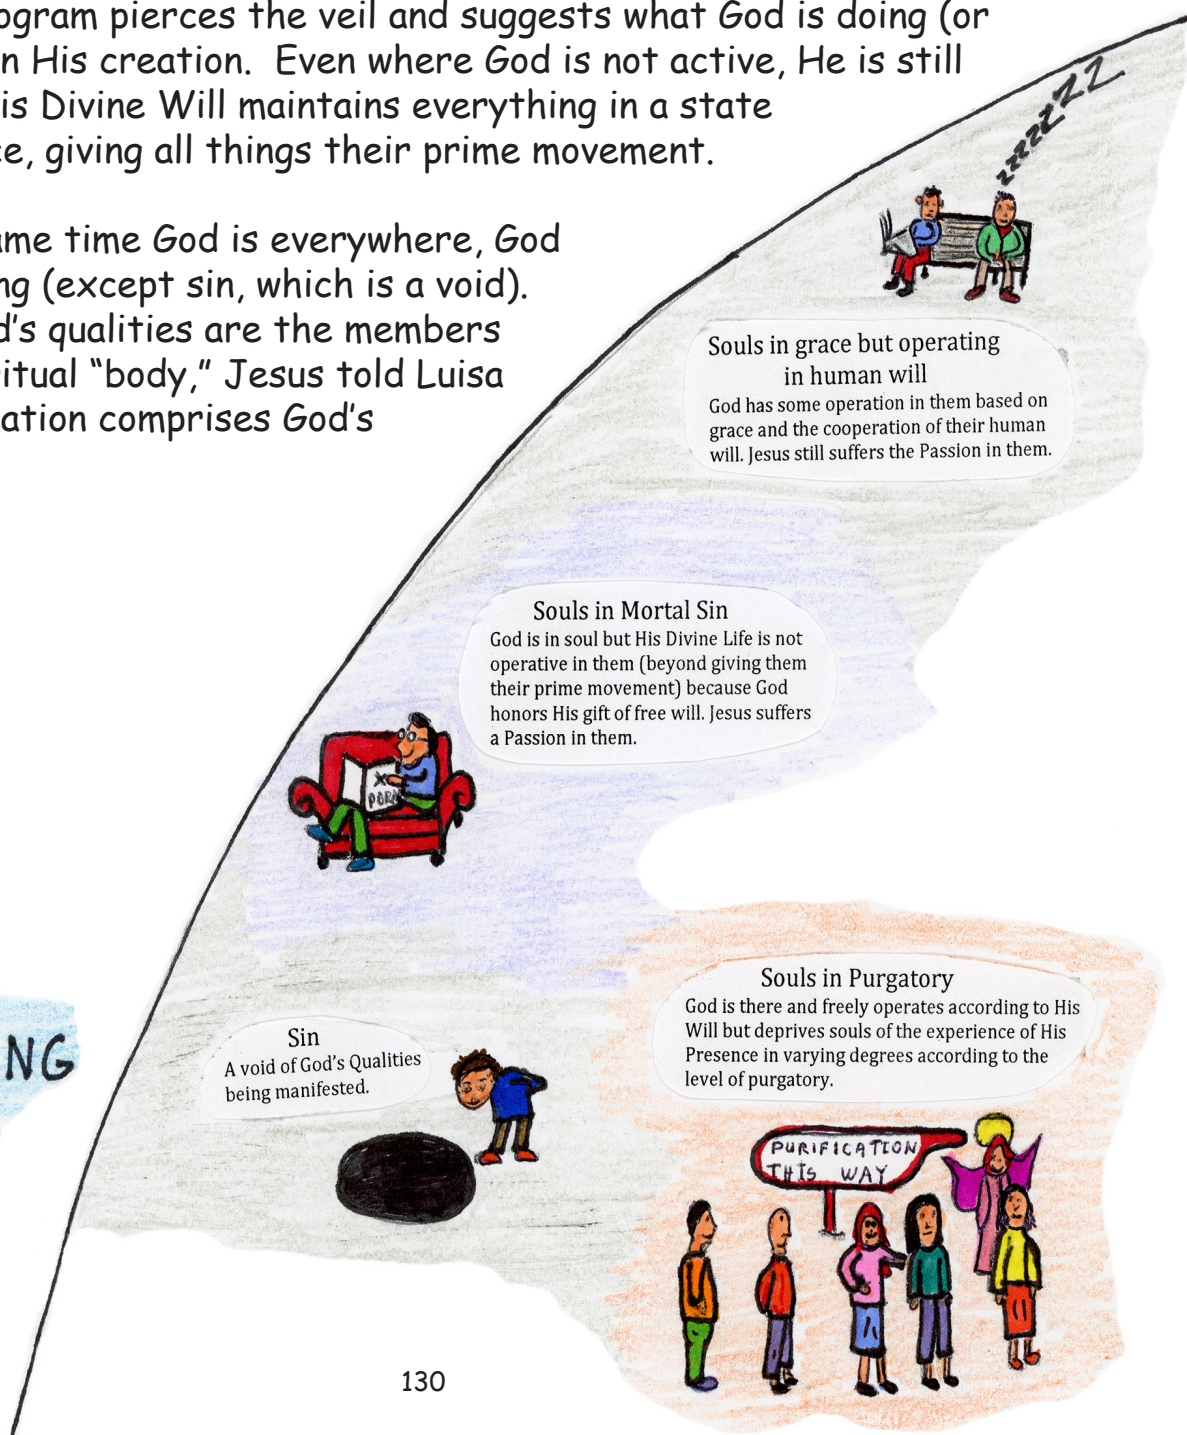 ogram pierces the veil and suggests what God is doing (or
n His creation.  Even where God is not active, He is still
is Divine Will maintains everything in a state
ce, giving all things their prime movement.
ame time God is everywhere, God
ng (except sin, which is a void).
d’s qualities are the members
itual “body,” Jesus told Luisa
ation comprises God’s
zzzzzZZZ
Souls in grace but operating
in human will
God has some operation in them based on
grace and the cooperation of their human
will. Jesus still suffers the Passion in them.
Souls in Mortal Sin
God is in soul but His Divine Life is not
operative in them (beyond giving them
their prime movement) because God
honors His gift of free will. Jesus suffers
a Passion in them.
X
PORN
Souls in Purgatory
God is there and freely operates according to His
Will but deprives souls of the experience of His
Presence in varying degrees according to the
level of purgatory.
Sin
A void of God’s Qualities
being manifested.
NG
PURIFICATION
THIS WAY
130